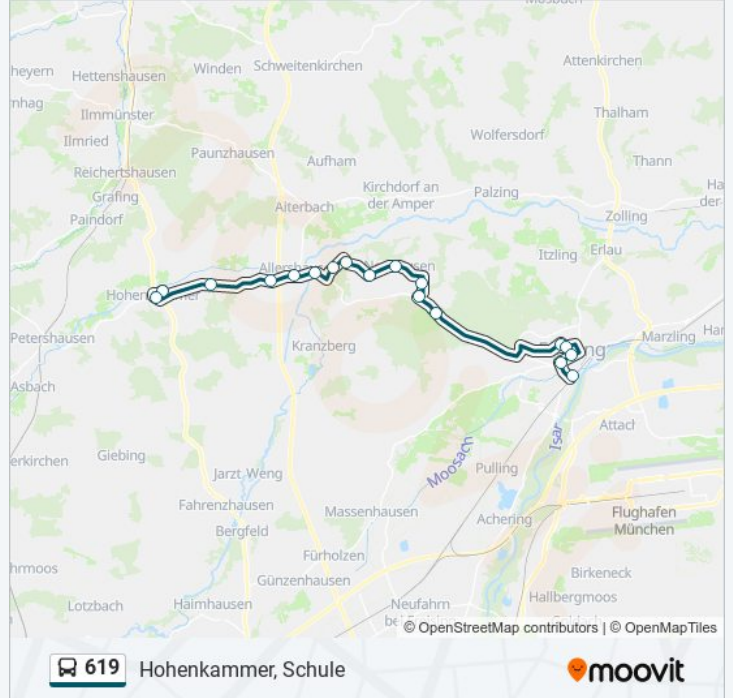 Mosbach
heyern
Hettenshausen
Winden
Schweitenkirchen
Attenkirchen
nhag
Ilmmünster
Thalham
Ilmried
Paunzhausen
Wolfersdorf
Reichertshausen
Aufham
Thann
Grafing
Kirchdorf an
der Amper
Palzing
Ha
der
Paindorf
Aiterbach
Zolling
Itzling
Erlau
Petershausen
Kranzberg
Marzling
Har
Asbach
Attach
erkirchen
Giebing
Isar
Jarzt
Weng
Moosach
Pulling
Fahrenzhausen
Massenhausen
Achering
Flughafen
München
Bergfeld
Fürholzen
hrmoos
Günzenhausen
Birkeneck
Lotzbach
Haimhausen
Neufahrn
Hallbergmoos
© OpenStreetMap contributors | © OpenMapTiles
619
Hohenkammer, Schule
moovit